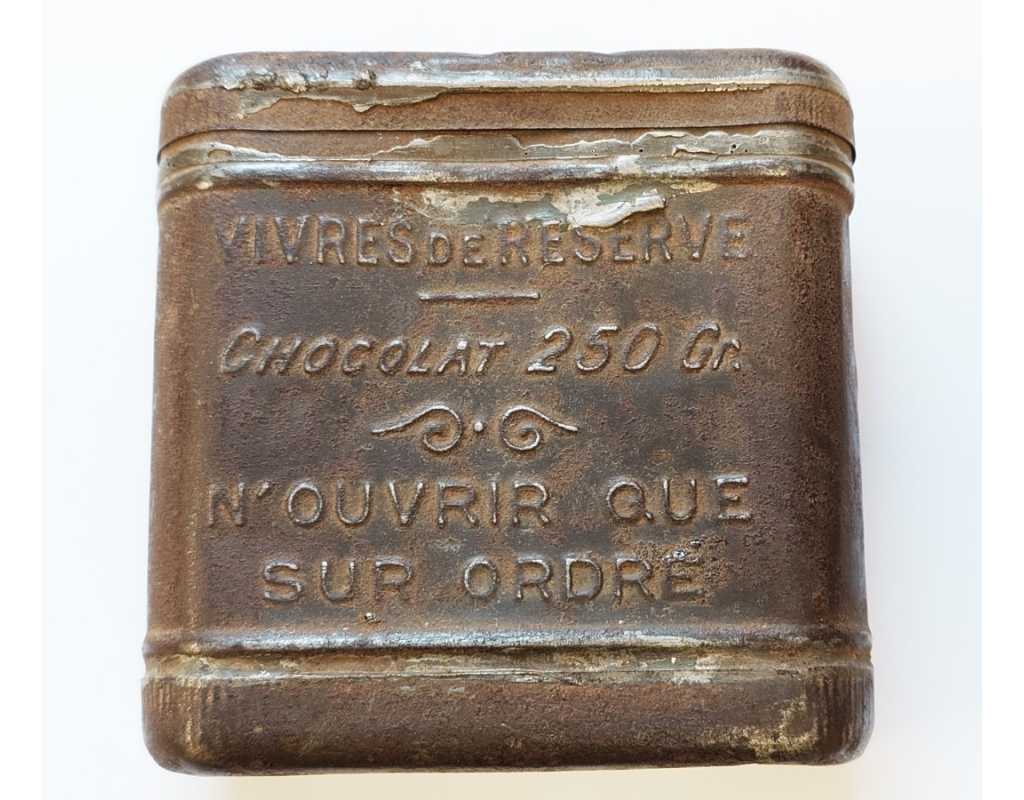 VIVRES DE RESERVE
CHOCOLAT 250 Gr.
N'OUVRIR QUE
SUR ORDRE